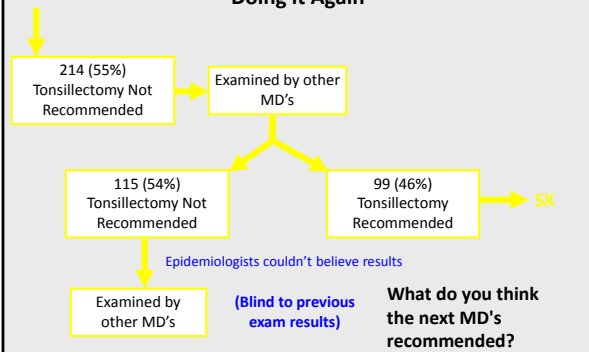 Doing It Again
214 (55%)
Tonsillectomy Not
Recommended
Examined by other
MD's
115 (54%)
Tonsillectomy Not
Recommended
99 (46%)
Tonsillectomy
Recommended
SX
Epidemiologists couldn't believe results
Examined by
other MD's
(Blind to previous
exam results)
What do you think
the next MD's
recommended?